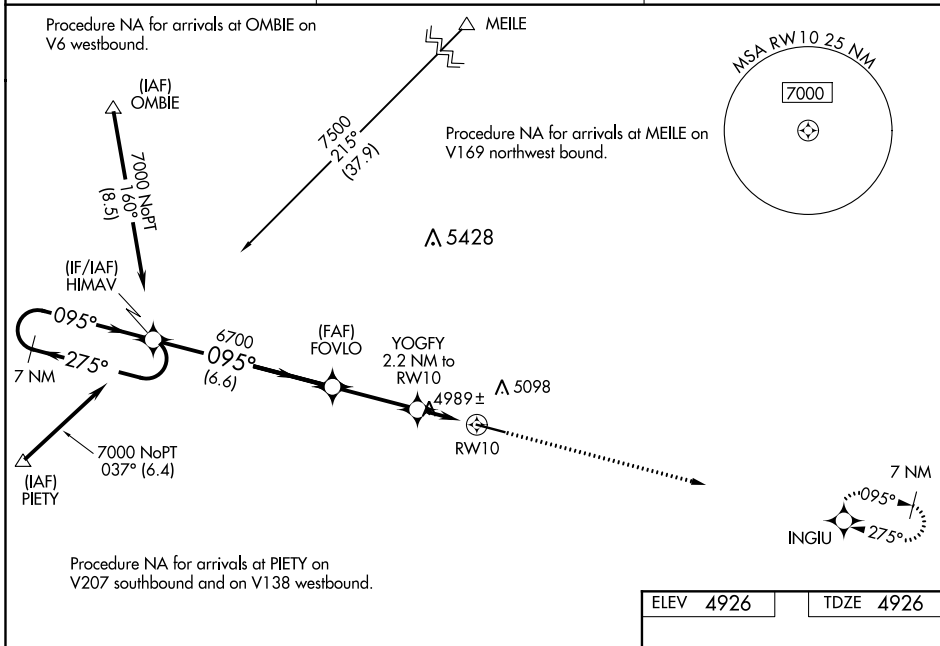 Procedure NA for arrivals at OMBIE on
V6 westbound.
MEILE
MSA RW10 25 NM
7000
(IAF)
OMBIE
7500
215°
(37.9)
Procedure NA for arrivals at MEILE on
V169 northwest bound.
7000 NoPT
160°
(8.5)
5428
(IF/IAF)
HIMAV
095°
275°
7 NM
6700
095°
(6.6)
(FAF)
FOVLO
YOGFY
2.2 NM to
RW10
4989±
5098
RW10
7000 NoPT
037° (6.4)
(IAF)
PIETY
7 NM
095°
275°
INGIU
Procedure NA for arrivals at PIETY on
V207 southbound and on V138 westbound.
ELEV 4926
TDZE 4926